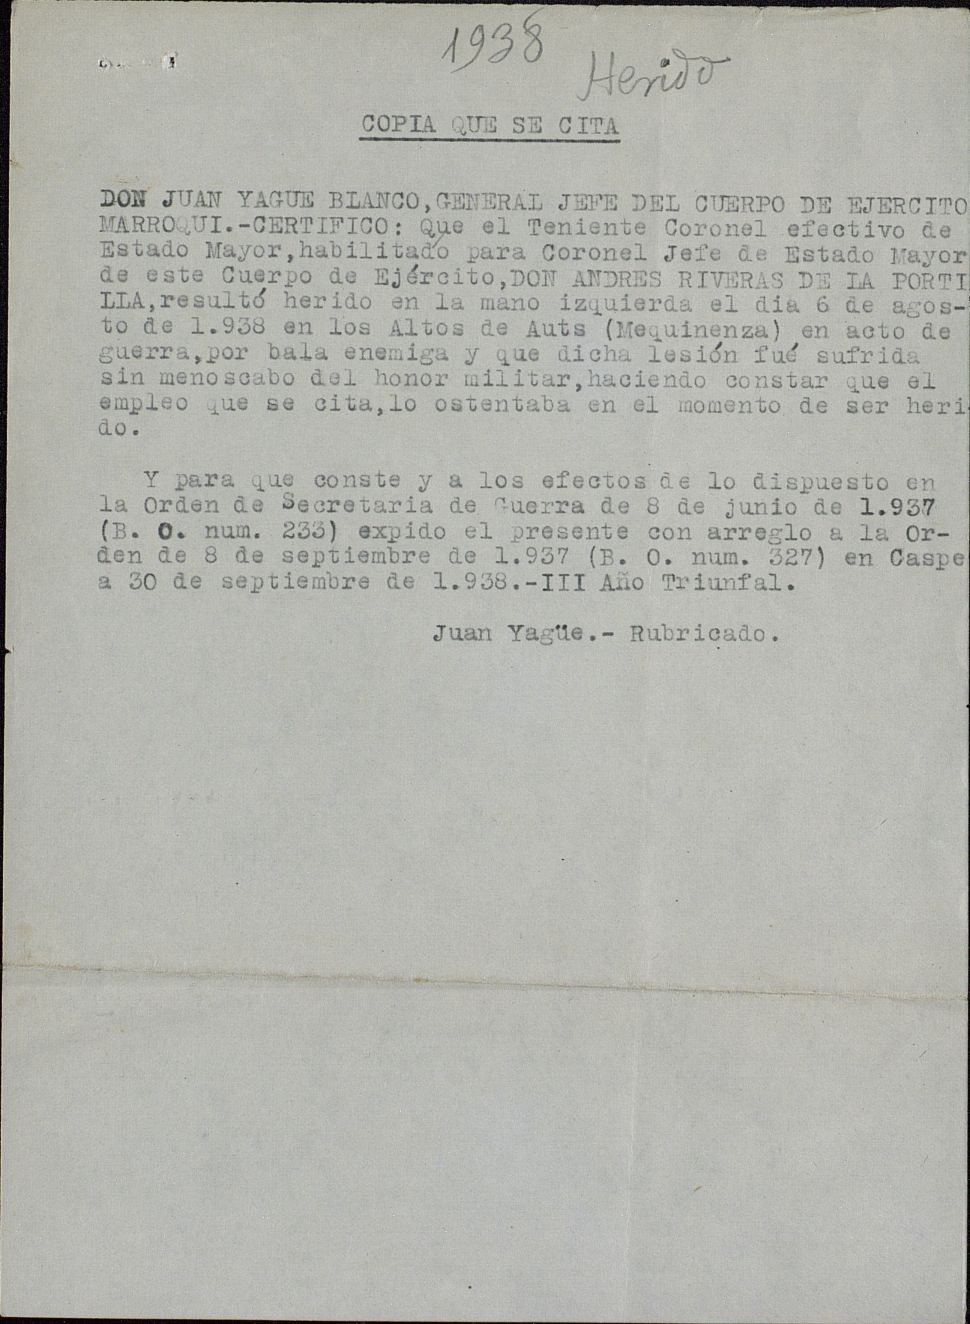 1938
Herido
COPIA QUE SE CITA
DON JUAN YAGUE BLANCO,GENERAL JEFE DEL CUERPO DE EJERCITO
MARROQUI.-CERTIFICO: Que el Teniente Coronel efectivo de
Estado Mayor,habilitado para Coronel Jefe de Estado Mayor
de este Cuerpo de Ejército,DON ANDRES RIVERAS DE LA PORTI
LLA,resultó herido en la mano izquierda el dia 6 de agos-
to de 1.938 en los Altos de Auts (Mequinenza) en acto de
guerra,por bala enemiga y que dicha lesión fué sufrida
sin menoscabo del honor militar,haciendo constar que el
empleo que se cita,lo ostentaba en el momento de ser heri-
do.
Y para que conste y a los efectos de lo dispuesto en
la Orden de Secretaria de Guerra de 8 de junio de 1.937
(B. O. num. 233) expido el presente con arreglo a la Or-
den de 8 de septiembre de 1.937 (B. O. num. 327) en Caspe
a 30 de septiembre de 1.938.-III Año Triunfal.
Juan Yagüe.- Rubricado.